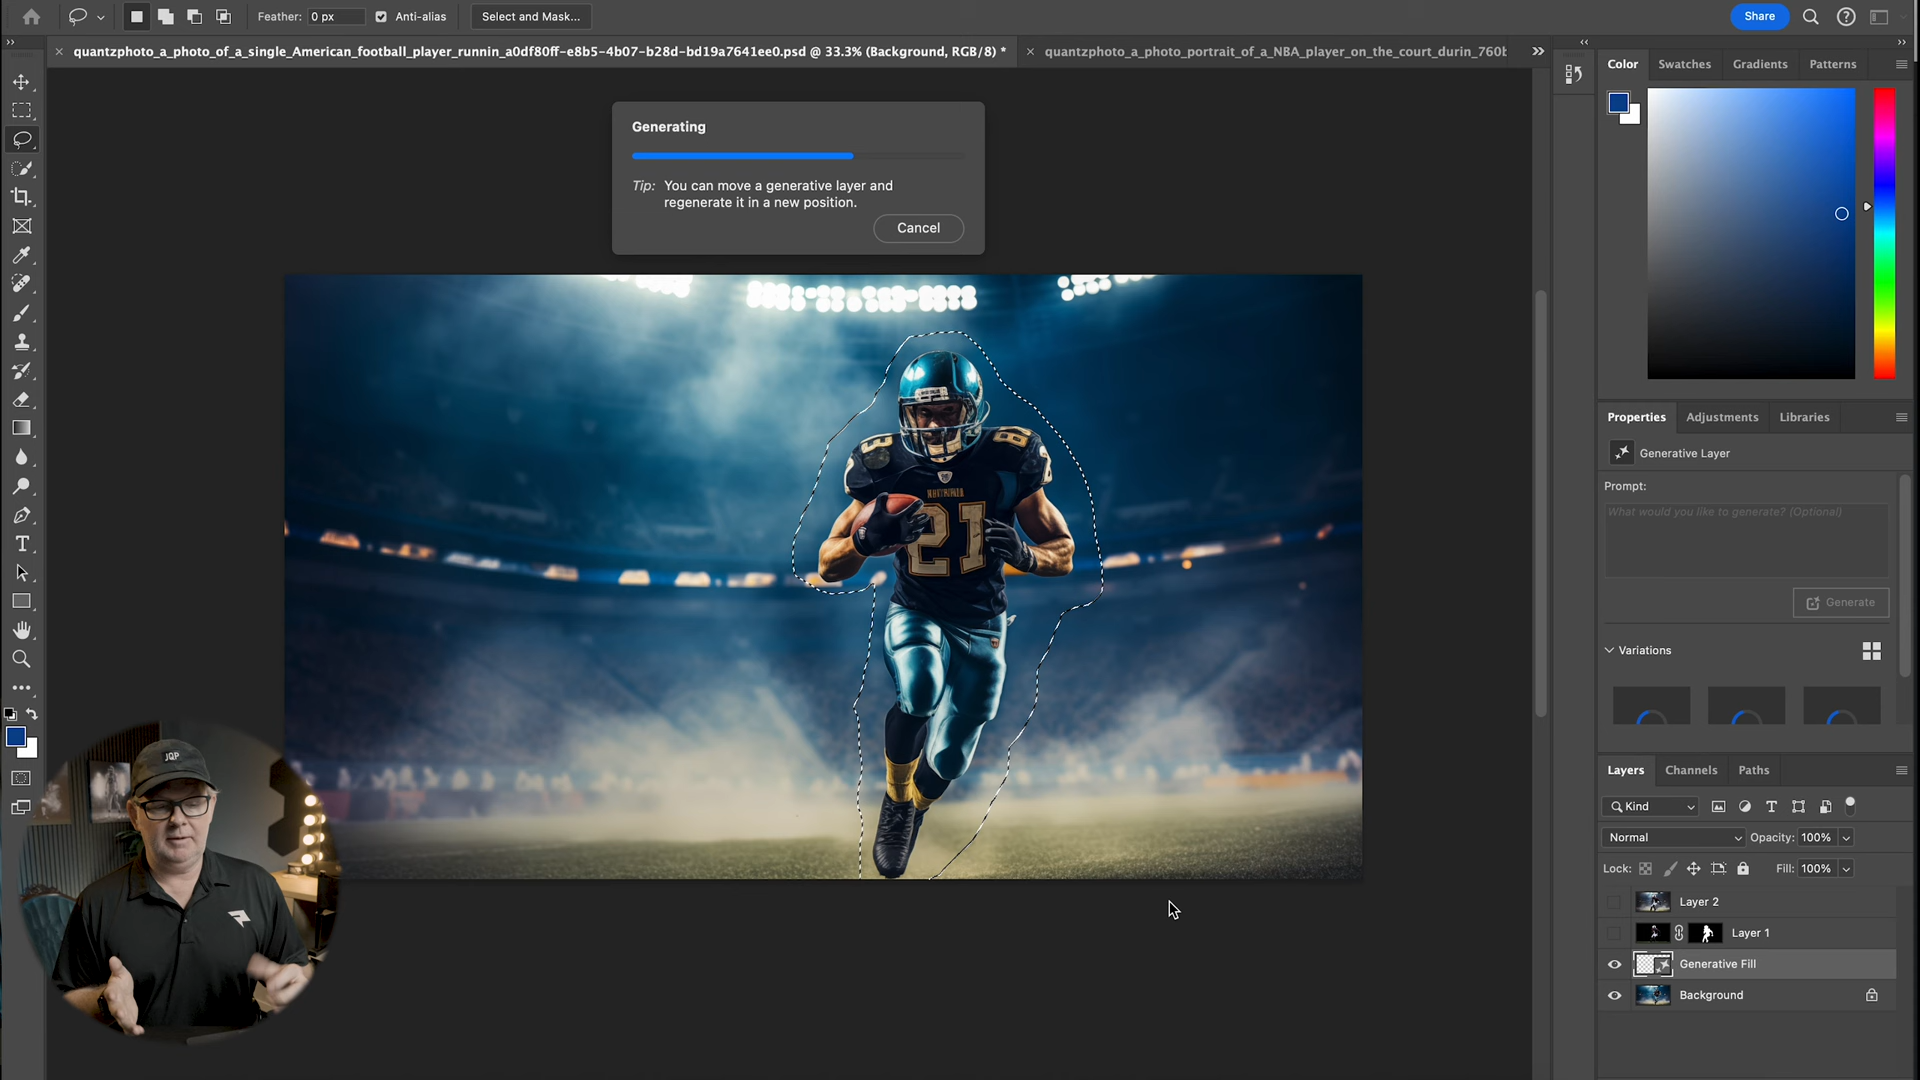 Feather: 0 px Anti-alias Select and Mask... Share
quantzphoto_a_photo_of_a_single_American_football_player_runnin_a0df80ff-e8b5-4b07-b28d-bd19a7641ee0.psd @ 33.3% (Background, RGB/8) *
quantzphoto_a_photo_portrait_of_a_NBA_player_on_the_court_durin_760b
Color Swatches Gradients Patterns
Generating
Tip: You can move a generative layer and
regenerate it in a new position.
Cancel
21
Properties Adjustments Libraries
Generative Layer
Prompt:
What would you like to generate? (Optional)
Generate
Variations
JQP
Layers Channels Paths
Kind
Normal Opacity: 100%
Lock: Fill: 100%
Layer 2
Layer 1
Generative Fill
Background